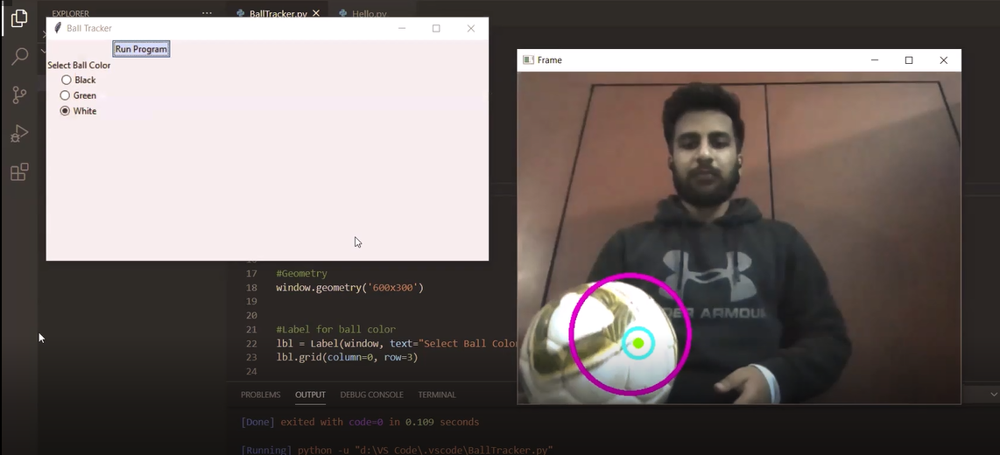 EXPLORER
BallTracker.py
Hello.py
Ball Tracker
Run Program
Select Ball Color
Black
Green
White
Frame
17 #Geometry
18 window.geometry('600x300')
19
20
21 #Label for ball color
22 lbl = Label(window, text="Select Ball Colo
23 lbl.grid(column=0, row=3)
24
PROBLEMS OUTPUT DEBUG CONSOLE TERMINAL
[Done] exited with code=0 in 0.109 seconds
[Running] python -u "d:\VS Code\.vscode\BallTracker.py"
DER ARMOUR